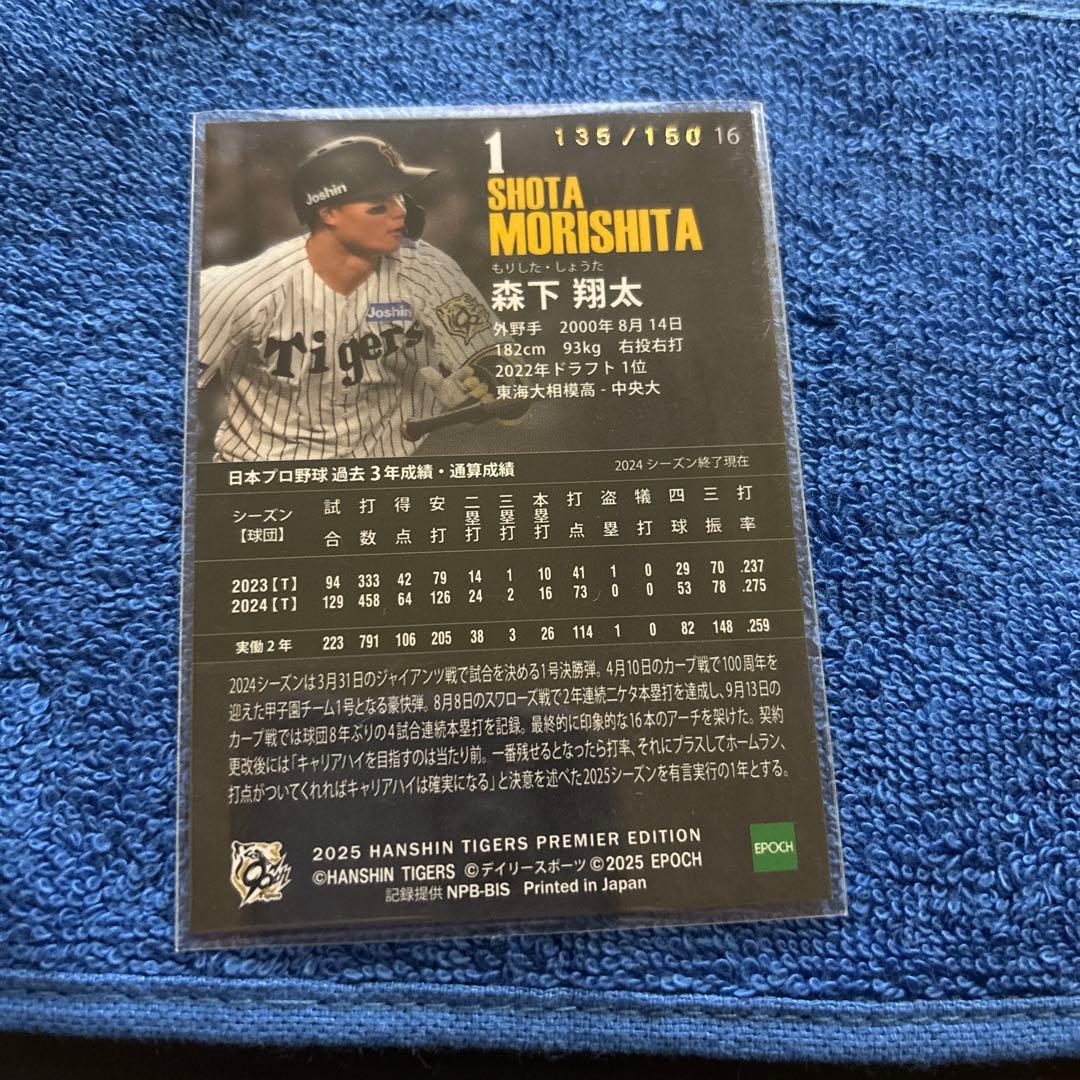 135/150 16
1
SHOTA
MORISHITA
もりした・しょうた
森下 翔太
外野手 2000年 8月 14日
182cm 93kg 右投右打
2022年ドラフト 1位
東海大相模高 - 中央大
Joshin
Joshin
Tigers
日本プロ野球 過去 3年成績・通算成績 2024 シーズン終了現在
シーズン【球団】 試合 打数 得点 安打 二塁打 三塁打 本塁打 打点 盗塁 犠打 四球 三振 打率
2023【T】 94 333 42 79 14 1 10 41 1 0 29 70 .237
2024【T】 129 458 64 126 24 2 16 73 0 0 53 78 .275
実働 2 年 223 791 106 205 38 3 26 114 1 0 82 148 .259
2024シーズンは3月31日のジャイアンツ戦で試合を決める1号決勝弾。4月10日のカープ戦で100周年を
迎えた甲子園チーム1号となる豪快弾。8月8日のスワローズ戦で2年連続二ケタ本塁打を達成し、9月13日の
カープ戦では球団8年ぶりの4試合連続本塁打を記録。最終的に印象的な16本のアーチを架けた。契約
更改後には「キャリアハイを目指すのは当たり前。一番残せるとなったら打率、それにプラスしてホームラン、
打点がついてくれればキャリアハイは確実になる」と決意を述べた2025シーズンを有言実行の1年とする。
2025 HANSHIN TIGERS PREMIER EDITION
©HANSHIN TIGERS ©デイリースポーツ ©2025 EPOCH
記録提供 NPB-BIS Printed in Japan
EPOCH